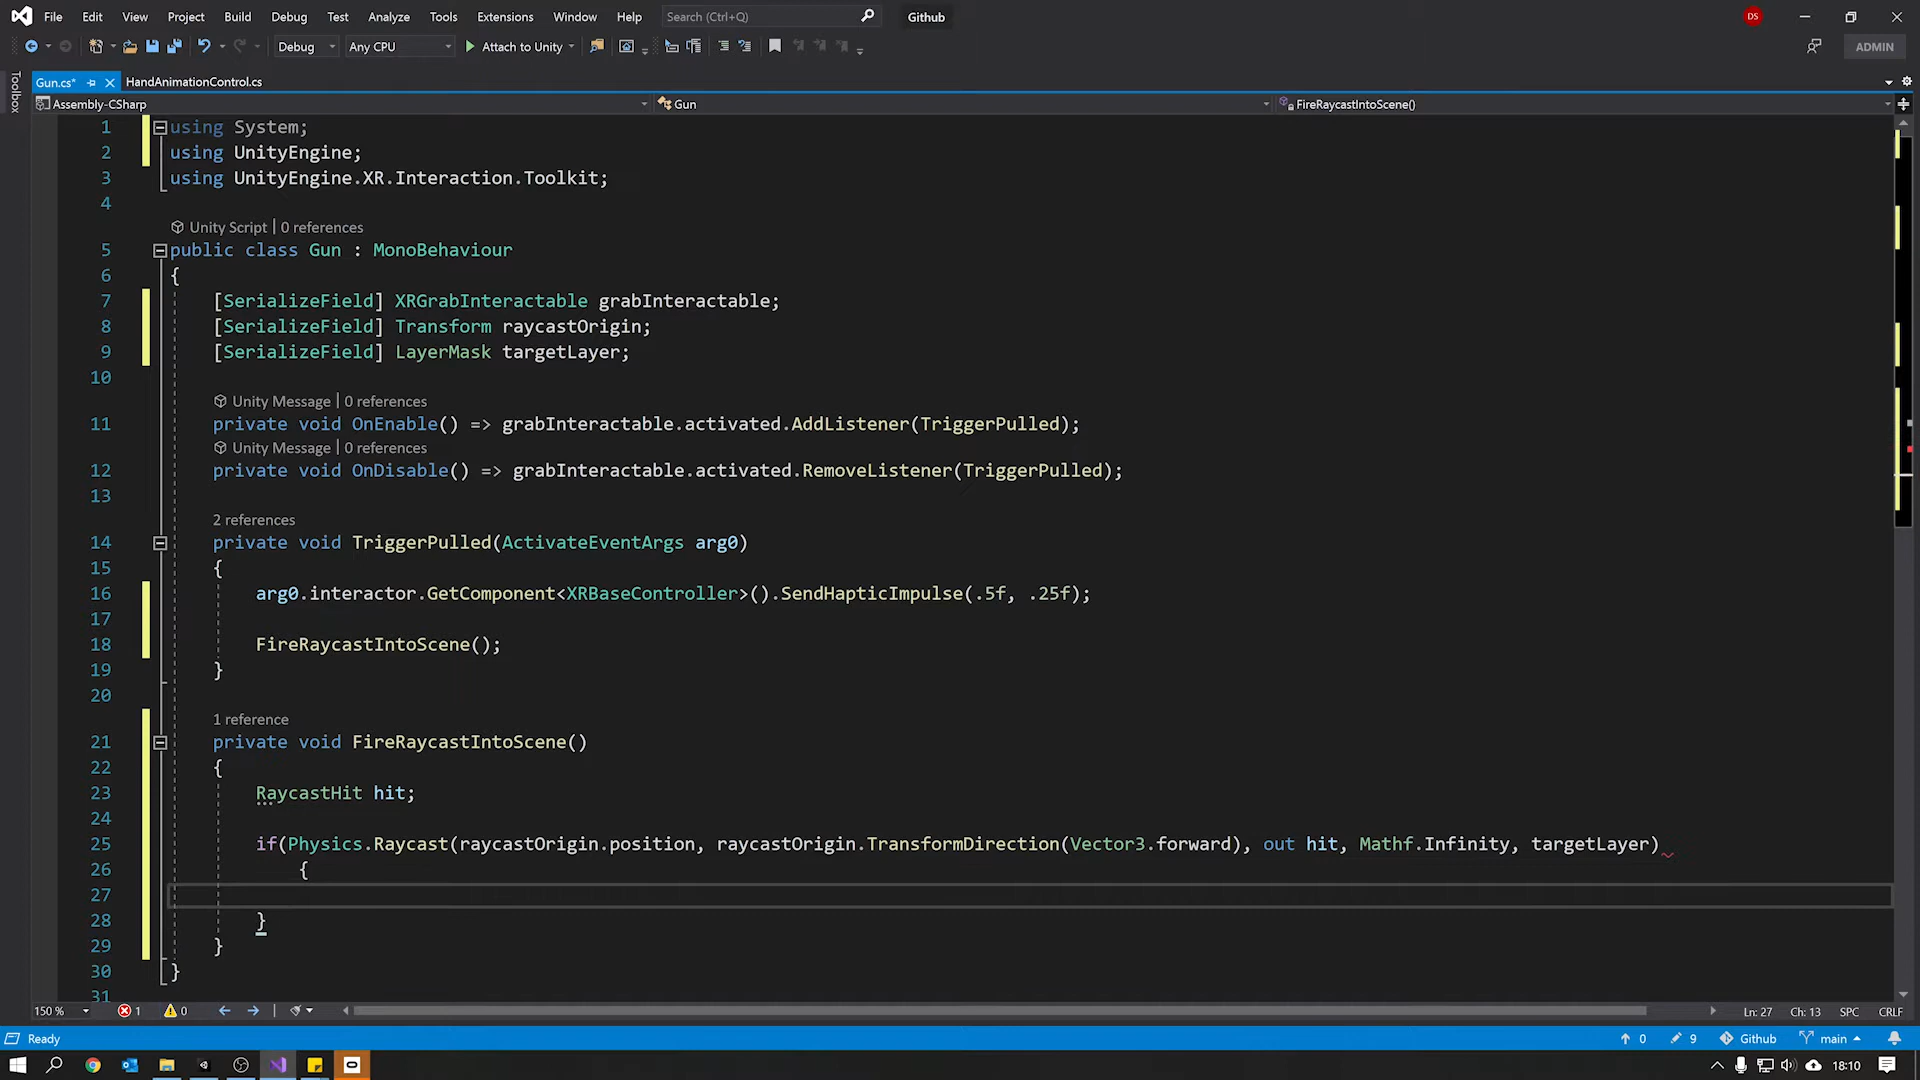 File Edit View Project Build Debug Test Analyze Tools Extensions Window Help Search (Ctrl+Q) Github DS
Debug Any CPU Attach to Unity ADMIN
Toolbox
Gun.cs* HandAnimationControl.cs
Assembly-CSharp Gun FireRaycastIntoScene()
1 using System;
2 using UnityEngine;
3 using UnityEngine.XR.Interaction.Toolkit;
4
Unity Script | 0 references
5 public class Gun : MonoBehaviour
6 {
7 [SerializeField] XRGrabInteractable grabInteractable;
8 [SerializeField] Transform raycastOrigin;
9 [SerializeField] LayerMask targetLayer;
10
Unity Message | 0 references
11 private void OnEnable() => grabInteractable.activated.AddListener(TriggerPulled);
Unity Message | 0 references
12 private void OnDisable() => grabInteractable.activated.RemoveListener(TriggerPulled);
13
2 references
14 private void TriggerPulled(ActivateEventArgs arg0)
15 {
16 arg0.interactor.GetComponent<XRBaseController>().SendHapticImpulse(.5f, .25f);
17
18 FireRaycastIntoScene();
19 }
20
1 reference
21 private void FireRaycastIntoScene()
22 {
23 RaycastHit hit;
24
25 if(Physics.Raycast(raycastOrigin.position, raycastOrigin.TransformDirection(Vector3.forward), out hit, Mathf.Infinity, targetLayer)
26 {
27
28 }
29 }
30 }
31
150 % 1 0 Ln: 27 Ch: 13 SPC CRLF
Ready 0 9 Github main
18:10